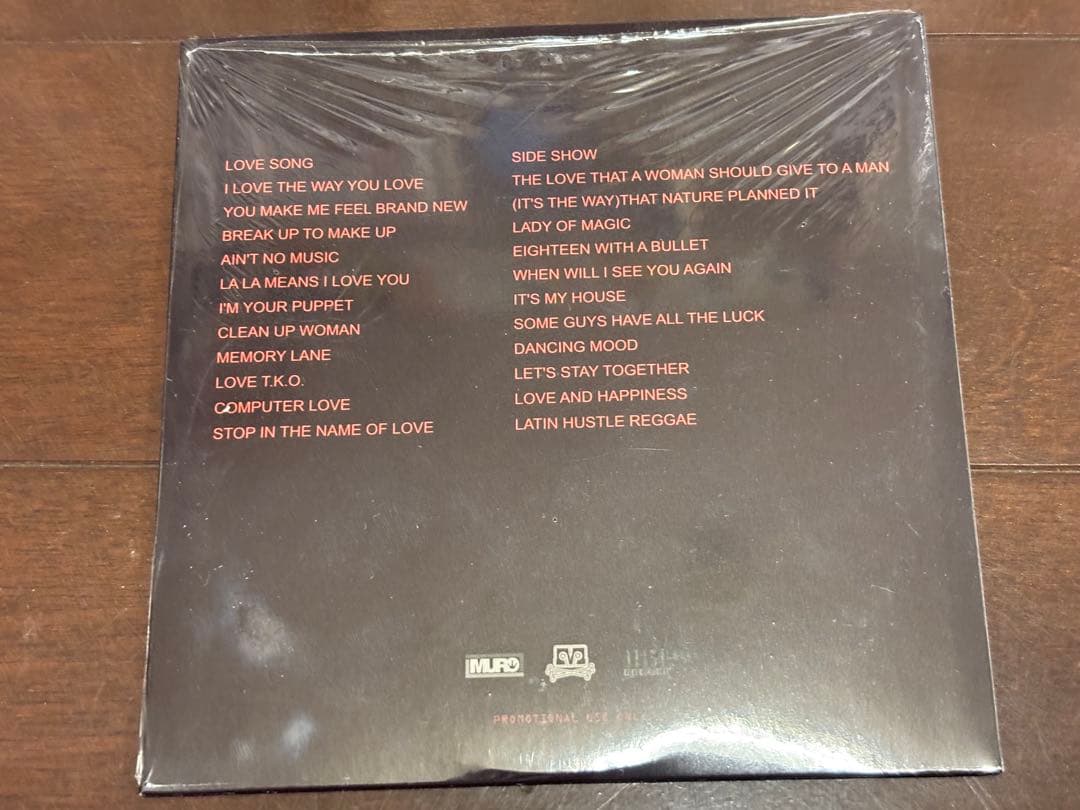 LOVE SONG
I LOVE THE WAY YOU LOVE
YOU MAKE ME FEEL BRAND NEW
BREAK UP TO MAKE UP
AIN'T NO MUSIC
LA LA MEANS I LOVE YOU
I'M YOUR PUPPET
CLEAN UP WOMAN
MEMORY LANE
LOVE T.K.O.
COMPUTER LOVE
STOP IN THE NAME OF LOVE
SIDE SHOW
THE LOVE THAT A WOMAN SHOULD GIVE TO A MAN
(IT'S THE WAY)THAT NATURE PLANNED IT
LADY OF MAGIC
EIGHTEEN WITH A BULLET
WHEN WILL I SEE YOU AGAIN
IT'S MY HOUSE
SOME GUYS HAVE ALL THE LUCK
DANCING MOOD
LET'S STAY TOGETHER
LOVE AND HAPPINESS
LATIN HUSTLE REGGAE
MURO
PROMOTIONAL USE ONLY